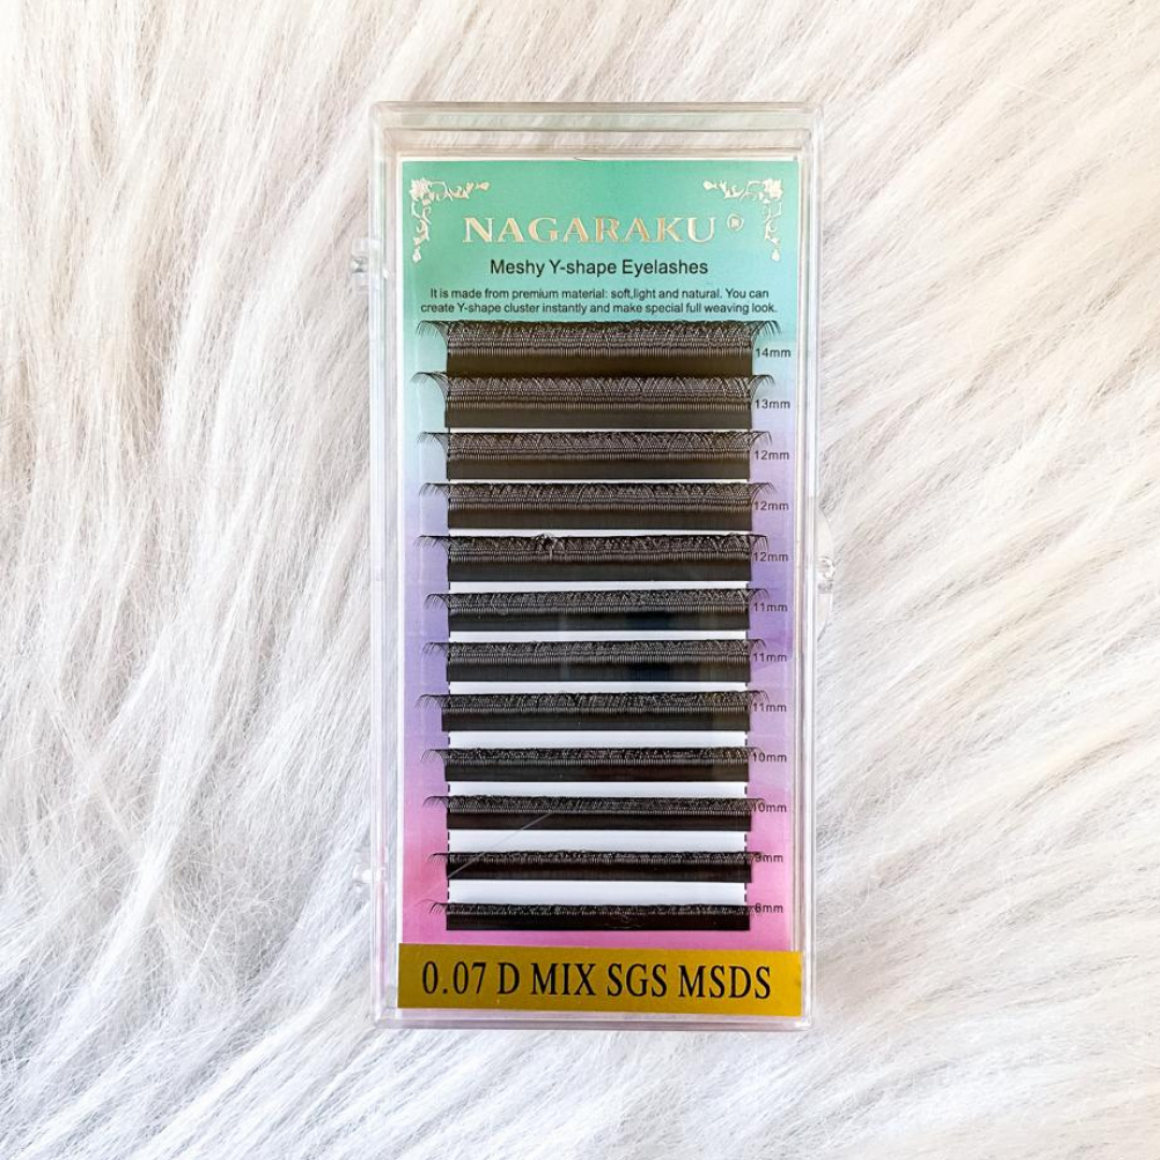 NAGARAKU ®
Meshy Y-shape Eyelashes
It is made from premium material: soft,light and natural. You can
create Y-shape cluster instantly and make special full weaving look.
14mm
13mm
12mm
12mm
12mm
11mm
11mm
11mm
10mm
10mm
9mm
8mm
0.07 D MIX SGS MSDS